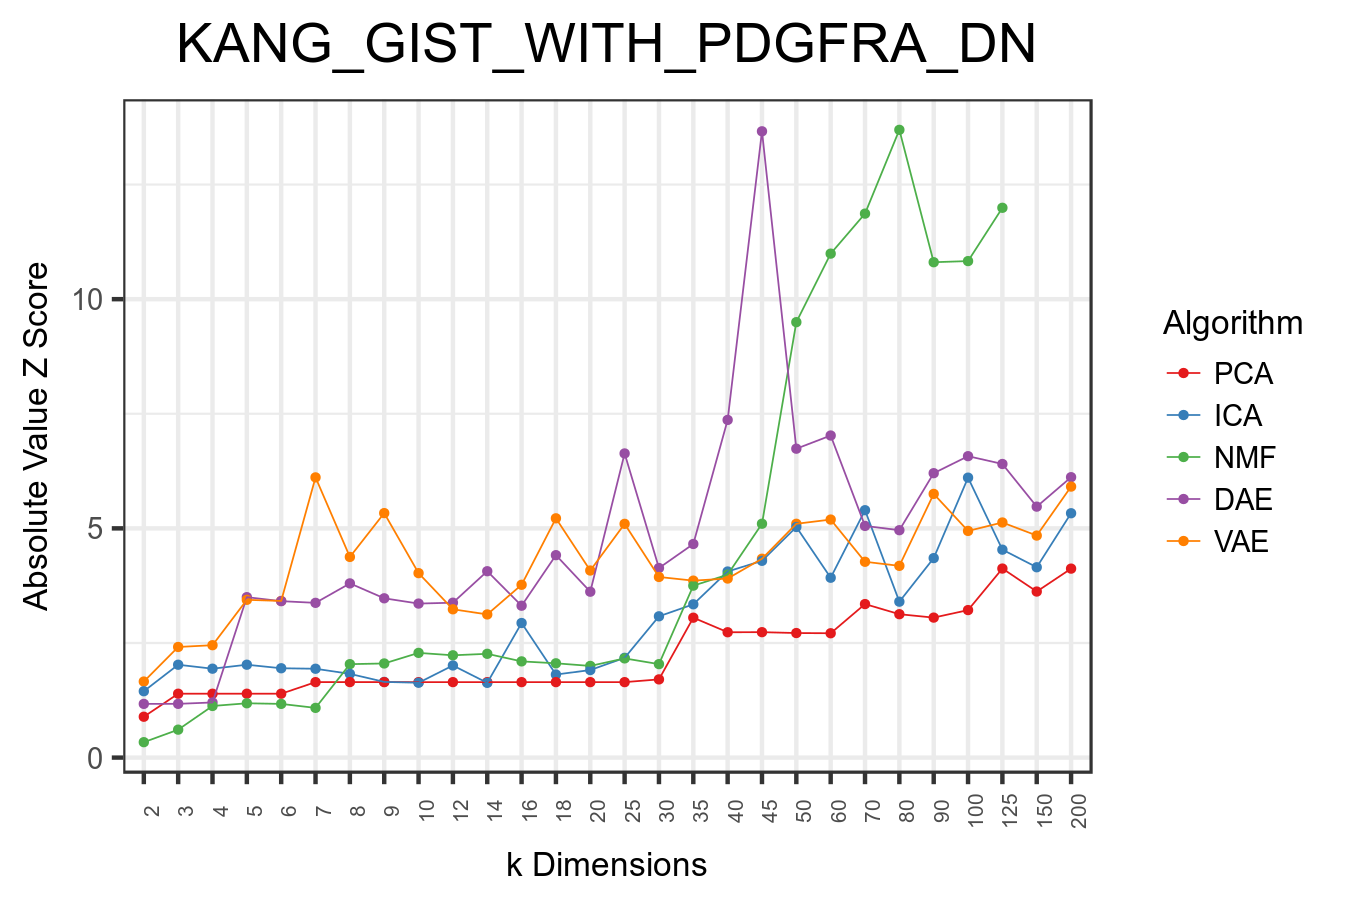 KANG_GIST_WITH_PDGFRA_DN
Absolute Value Z Score
10
5
0
2 3 4 5 6 7 8 9 10 12 14 16 18 20 25 30 35 40 45 50 60 70 80 90 100 125 150 200
k Dimensions
Algorithm
PCA
ICA
NMF
DAE
VAE